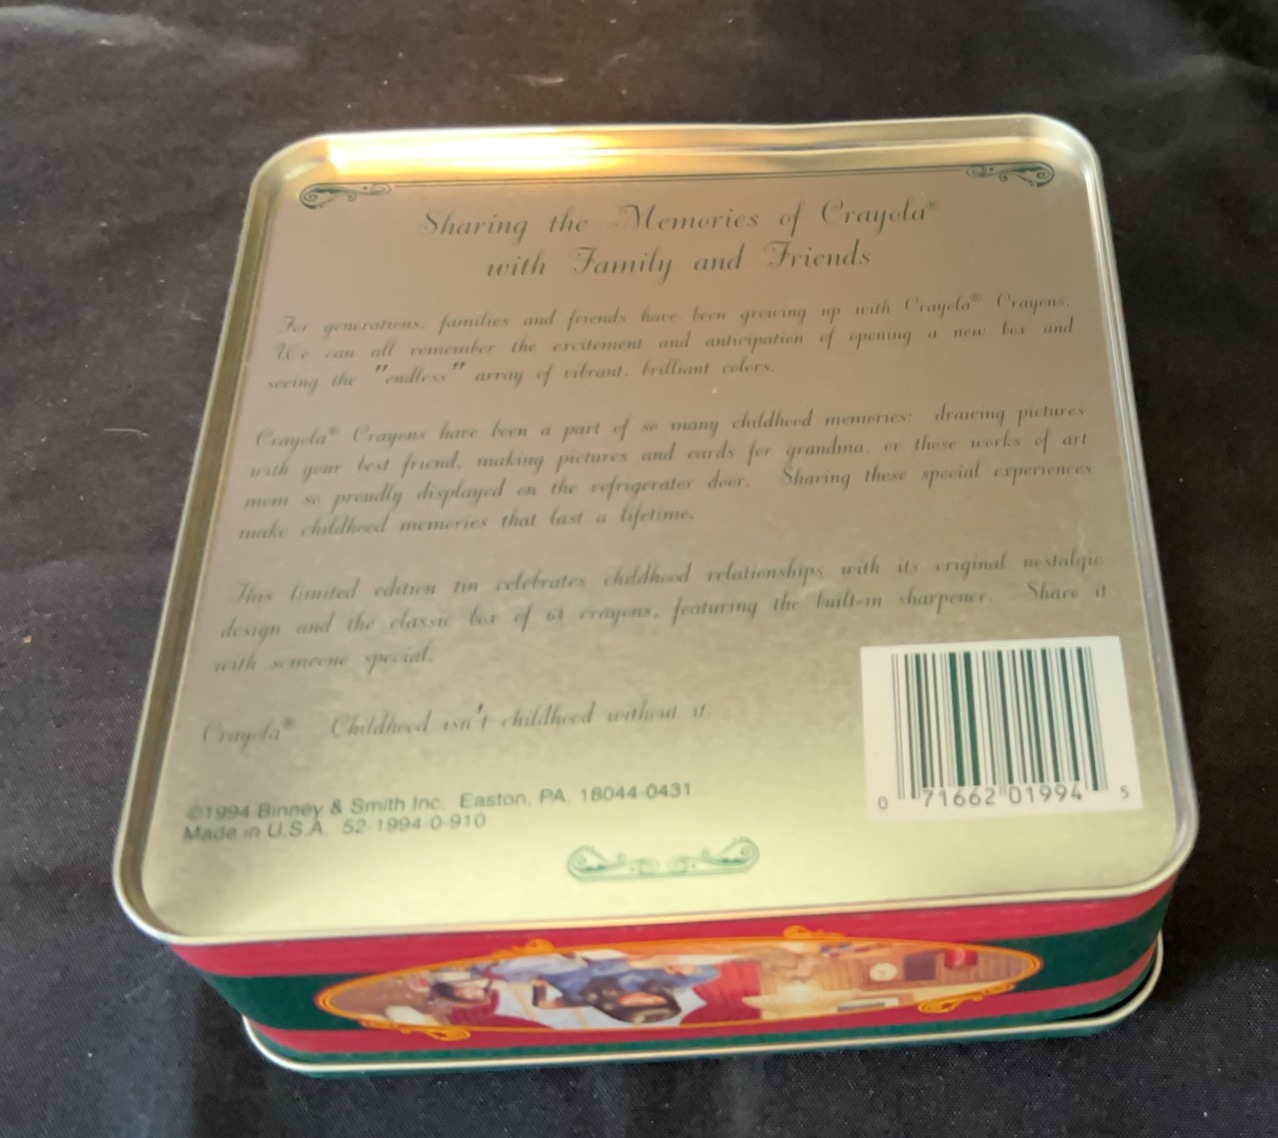 Sharing the Memories of Crayola®
with Family and Friends
For generations, families and friends have been growing up with Crayola® Crayons.
We can all remember the excitement and anticipation of opening a new box and
seeing the "endless" array of vibrant, brilliant colors.
Crayola® Crayons have been a part of so many childhood memories: drawing pictures
with your best friend, making pictures and cards for grandma, or those works of art
mom so proudly displayed on the refrigerator door. Sharing these special experiences
make childhood memories that last a lifetime.
This limited edition tin celebrates childhood relationships with its original nostalgic
design and the classic box of 64 crayons, featuring the built-in sharpener. Share it
with someone special.
Crayola® Childhood isn't childhood without it.
©1994 Binney & Smith Inc. Easton, PA 18044-0431
Made in U.S.A. 52-1994-0-910
0 71662 01994 5